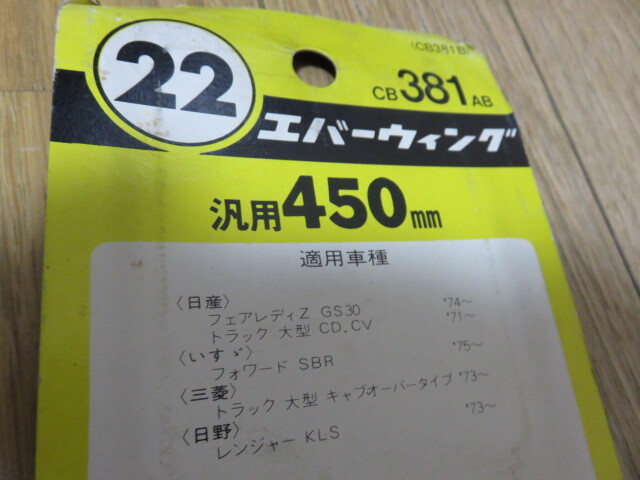 22
(CB381B)
CB381AB
エバーウィング
汎用450mm
適用車種
〈日産〉
フェアレディZ GS30 '74〜
トラック 大型 CD,CV '71〜
〈いすゞ〉
フォワード SBR '75〜
〈三菱〉
トラック 大型 キャブオーバータイプ '73〜
〈日野〉
レンジャー KLS '73〜